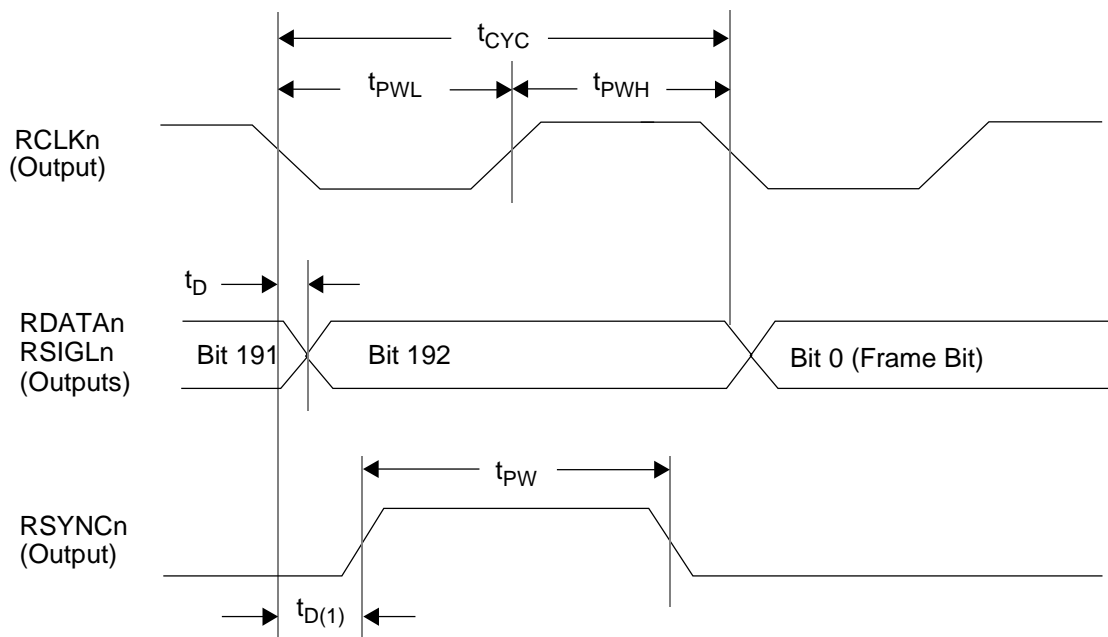 tCYC
tPWL
tPWH
RCLKn
(Output)
tD
RDATAn
RSIGLn
(Outputs)
Bit 191
Bit 192
Bit 0 (Frame Bit)
tPW
RSYNCn
(Output)
tD(1)